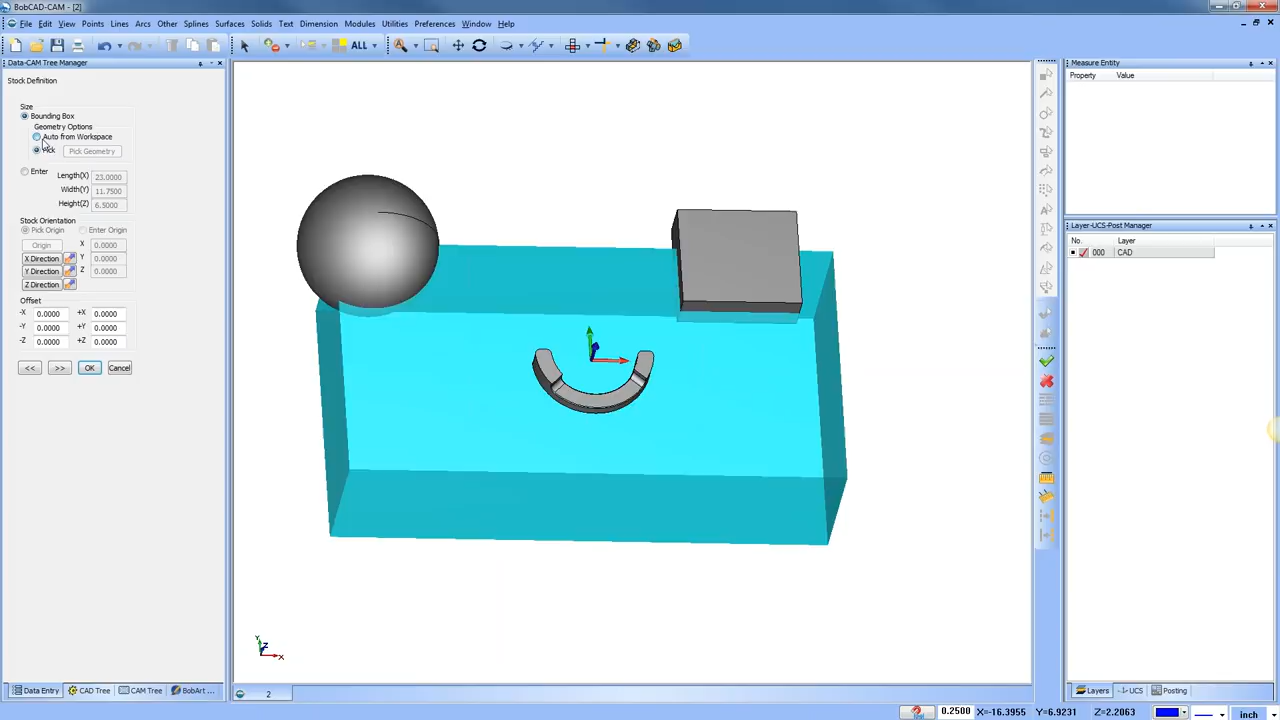 BobCAD-CAM - [2]
File Edit View Points Lines Arcs Other Splines Surfaces Solids Text Dimension Modules Utilities Preferences Window Help
ALL
Data-CAM Tree Manager
Stock Definition
Size
Bounding Box
Geometry Options
Auto from Workspace
Pick Pick Geometry
Enter
Length(X) 23.0000
Width(Y) 11.7500
Height(Z) 6.5000
Stock Orientation
Pick Origin Enter Origin
Origin X 0.0000
X Direction Y 0.0000
Y Direction Z 0.0000
Z Direction
Offset
-X 0.0000 +X 0.0000
-Y 0.0000 +Y 0.0000
-Z 0.0000 +Z 0.0000
<< >> OK Cancel
Y
Z
X
Data Entry CAD Tree CAM Tree BobArt ...
2
Measure Entity
Property Value
Layer-UCS-Post Manager
No. Layer
000 CAD
Layers UCS Posting
0.2500 X=-16.3955 Y=6.9231 Z=2.2063 inch